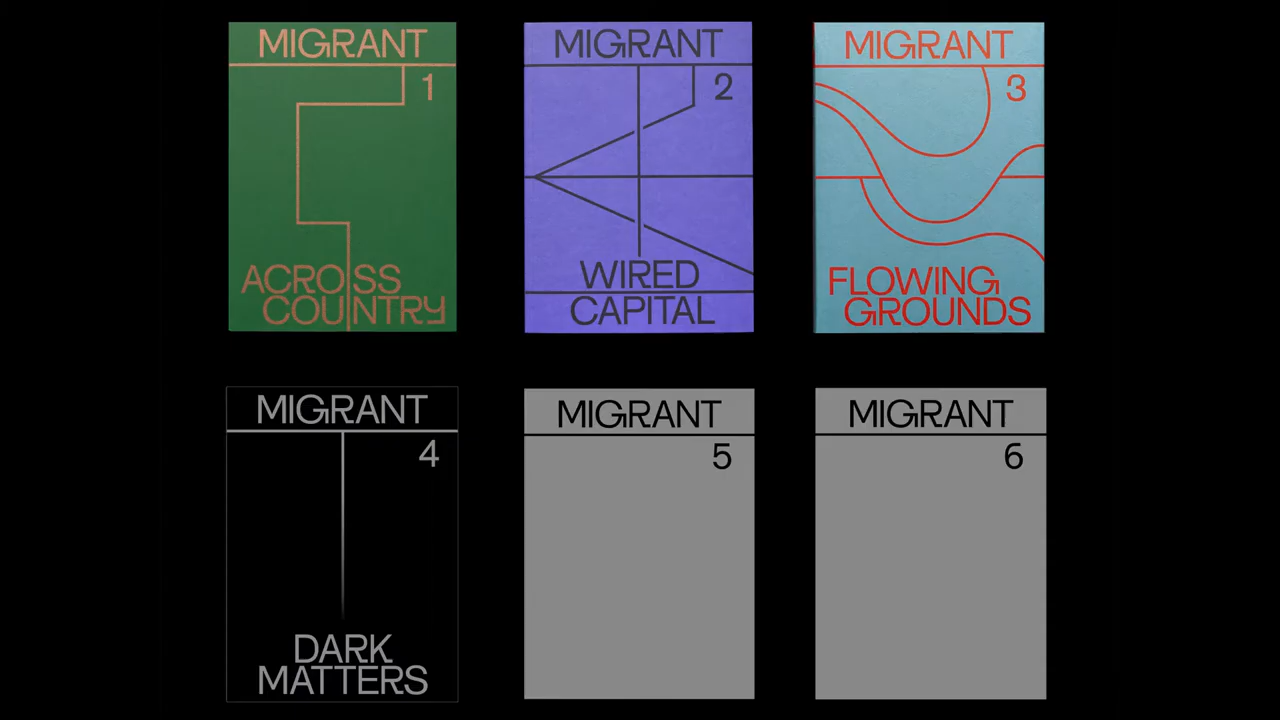 MIGRANT
1
ACROSS
COUNTRY
MIGRANT
2
WIRED
CAPITAL
MIGRANT
3
FLOWING
GROUNDS
MIGRANT
4
DARK
MATTERS
MIGRANT
5
MIGRANT
6